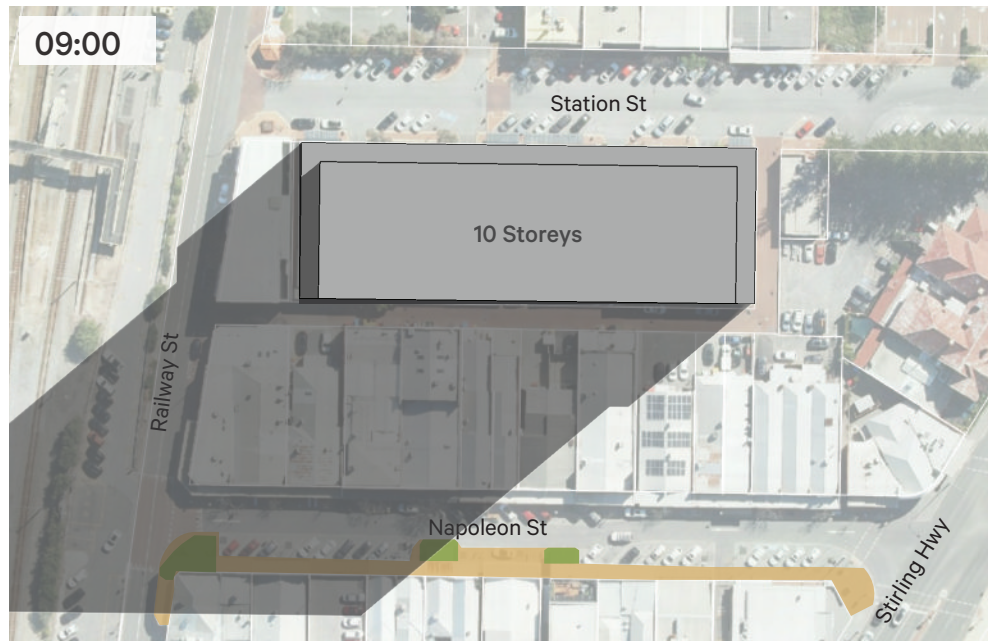 09:00
Station St
10 Storeys
Railway St
Napoleon St
Stirling Hwy